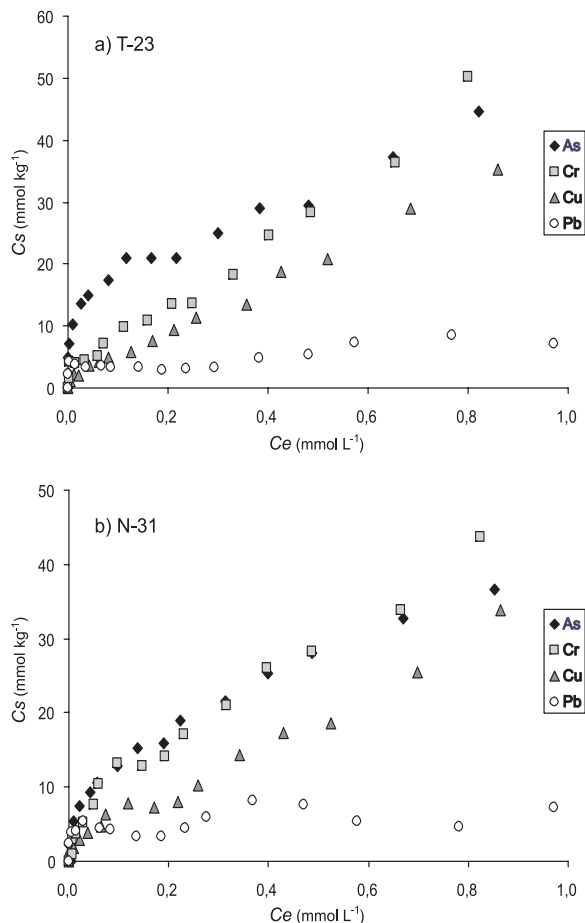 a) T-23
60
50
40
30
20
10
0
Cs (mmol kg-1)
0,0 0,2 0,4 0,6 0,8 1,0
Ce (mmol L-1)
As
Cr
Cu
Pb
b) N-31
50
40
30
20
10
0
Cs (mmol kg-1)
0,0 0,2 0,4 0,6 0,8 1,0
Ce (mmol L-1)
As
Cr
Cu
Pb